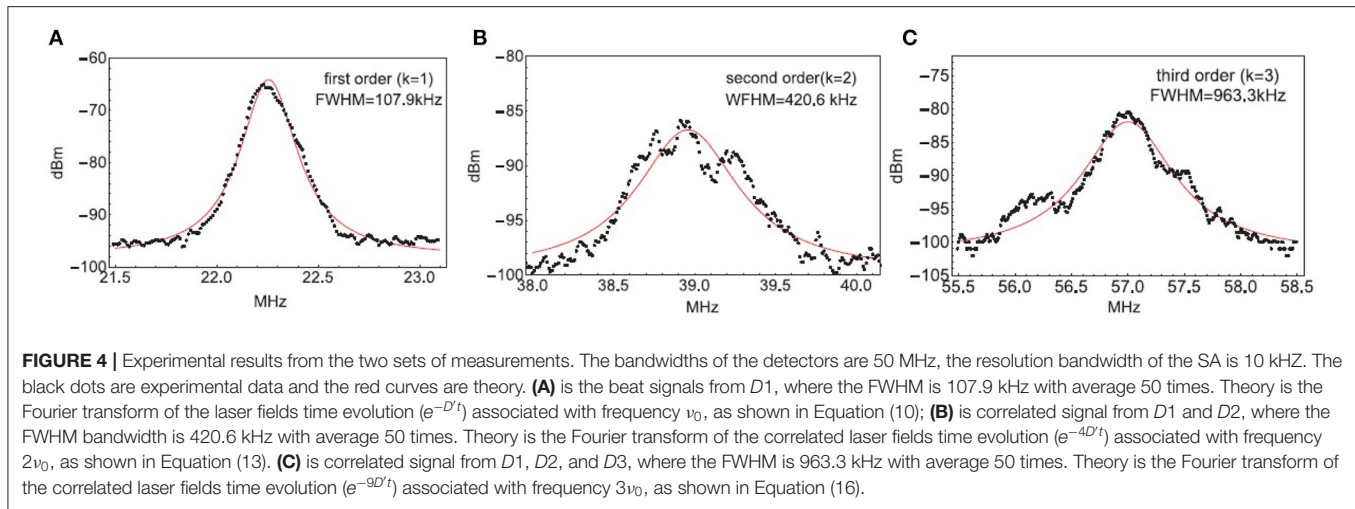 A
B
C
−60
−70
−80
−90
−100
dBm
first order (k=1)
FWHM=107.9kHz
21.5 22.0 22.5 23.0
MHz
−80
−85
−90
−95
−100
dBm
second order(k=2)
WFHM=420.6 kHz
38.0 38.5 39.0 39.5 40.0
MHz
−75
−80
−85
−90
−95
−100
−105
dBm
third order (k=3)
FWHM=963.3kHz
55.5 56.0 56.5 57.0 57.5 58.0 58.5
MHz
FIGURE 4 | Experimental results from the two sets of measurements. The bandwidths of the detectors are 50 MHz, the resolution bandwidth of the SA is 10 kHZ. The
black dots are experimental data and the red curves are theory. (A) is the beat signals from D1, where the FWHM is 107.9 kHz with average 50 times. Theory is the
Fourier transform of the laser fields time evolution (e^{−D′t}) associated with frequency ν₀, as shown in Equation (10); (B) is correlated signal from D1 and D2, where the
FWHM bandwidth is 420.6 kHz with average 50 times. Theory is the Fourier transform of the correlated laser fields time evolution (e^{−4D′t}) associated with frequency
2ν₀, as shown in Equation (13). (C) is correlated signal from D1, D2, and D3, where the FWHM is 963.3 kHz with average 50 times. Theory is the Fourier transform of
the correlated laser fields time evolution (e^{−9D′t}) associated with frequency 3ν₀, as shown in Equation (16).